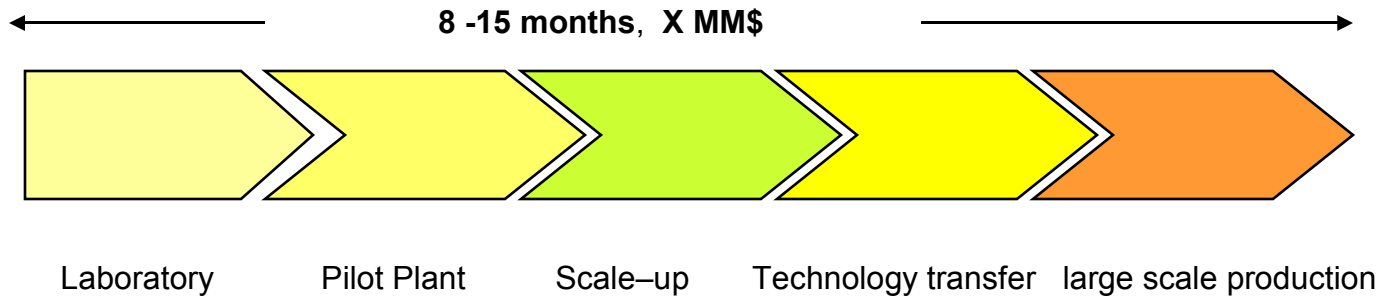 8 -15 months, X MM$
Laboratory Pilot Plant Scale–up Technology transfer large scale production